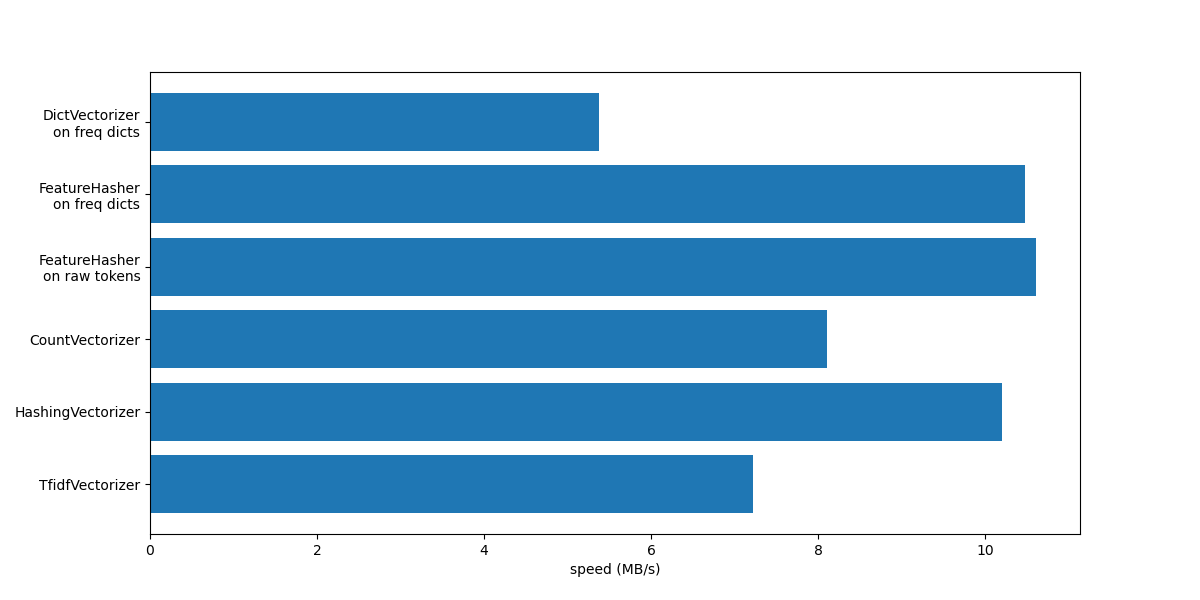 DictVectorizer
on freq dicts
FeatureHasher
on freq dicts
FeatureHasher
on raw tokens
CountVectorizer
HashingVectorizer
TfidfVectorizer
0 2 4 6 8 10
speed (MB/s)